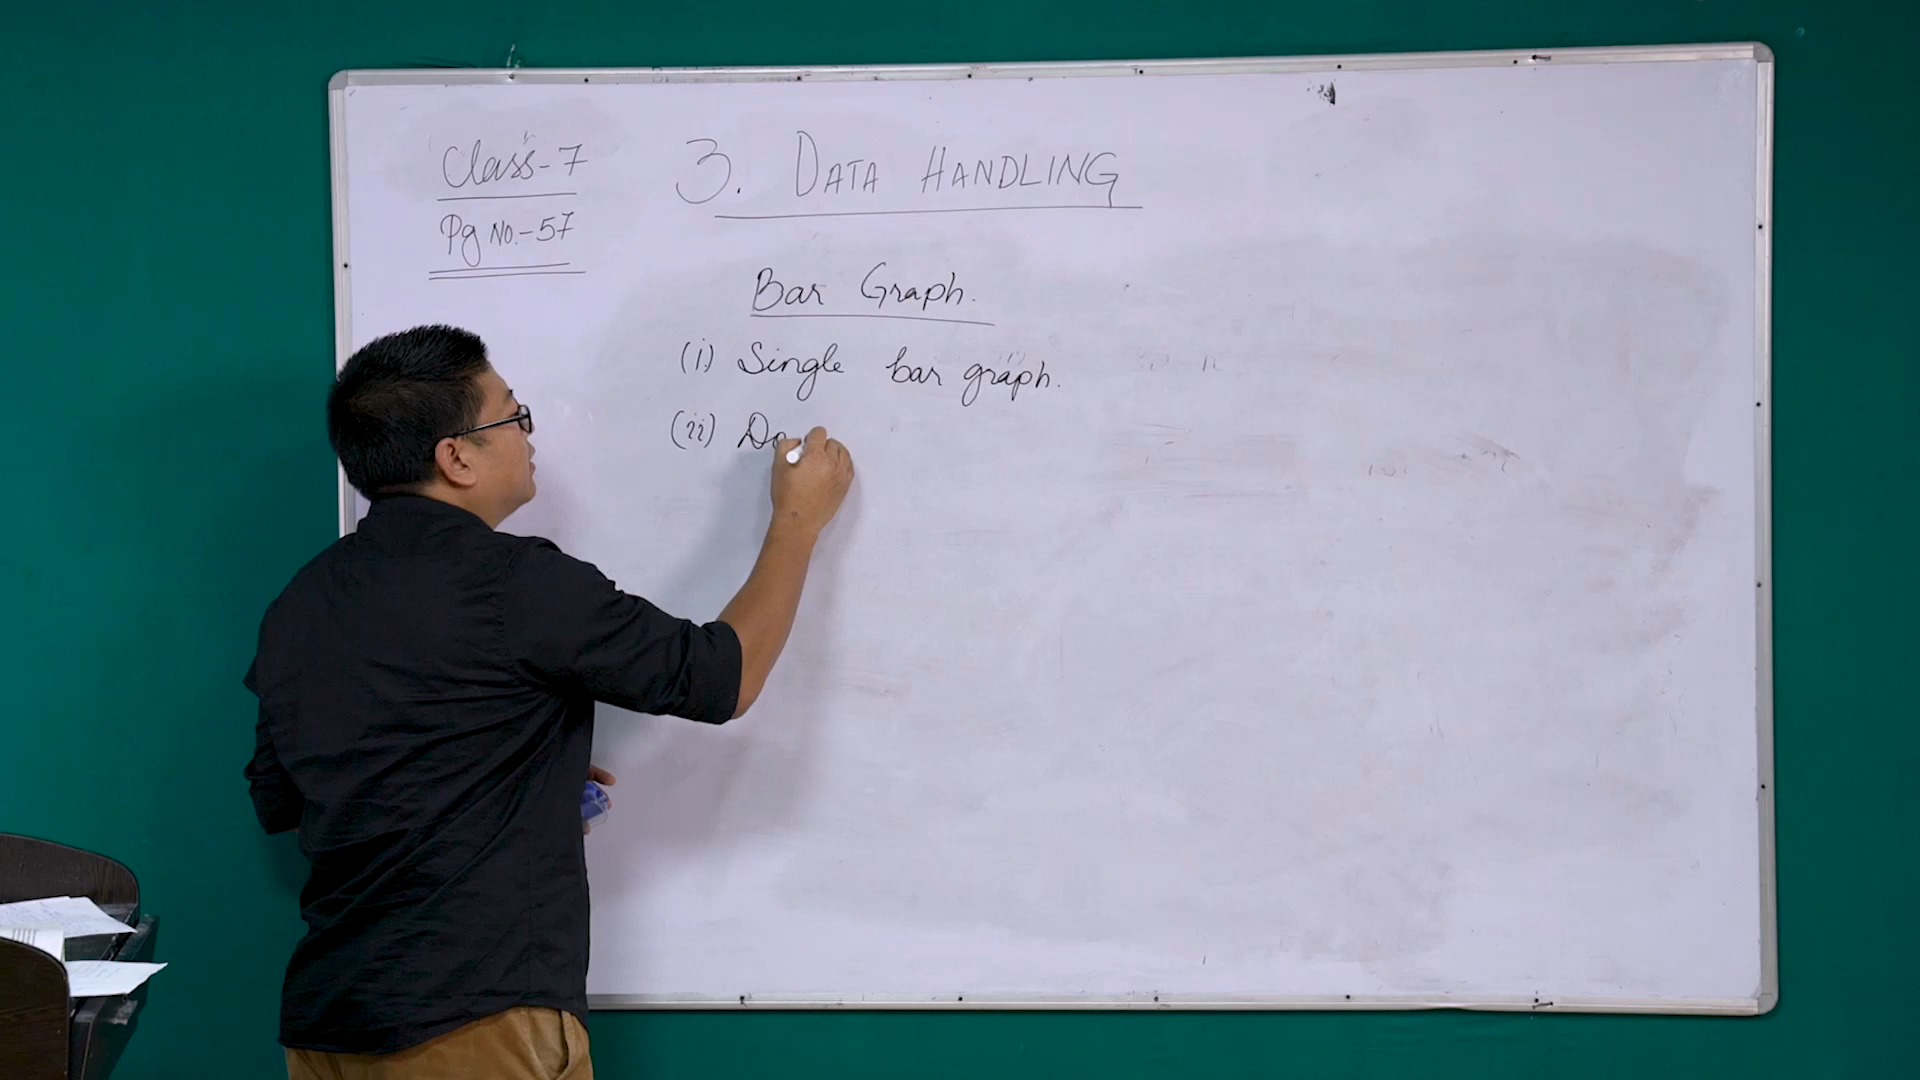 Class-7
Pg No.-57
3. DATA HANDLING
Bar Graph.
(i) Single bar graph.
(ii) Do